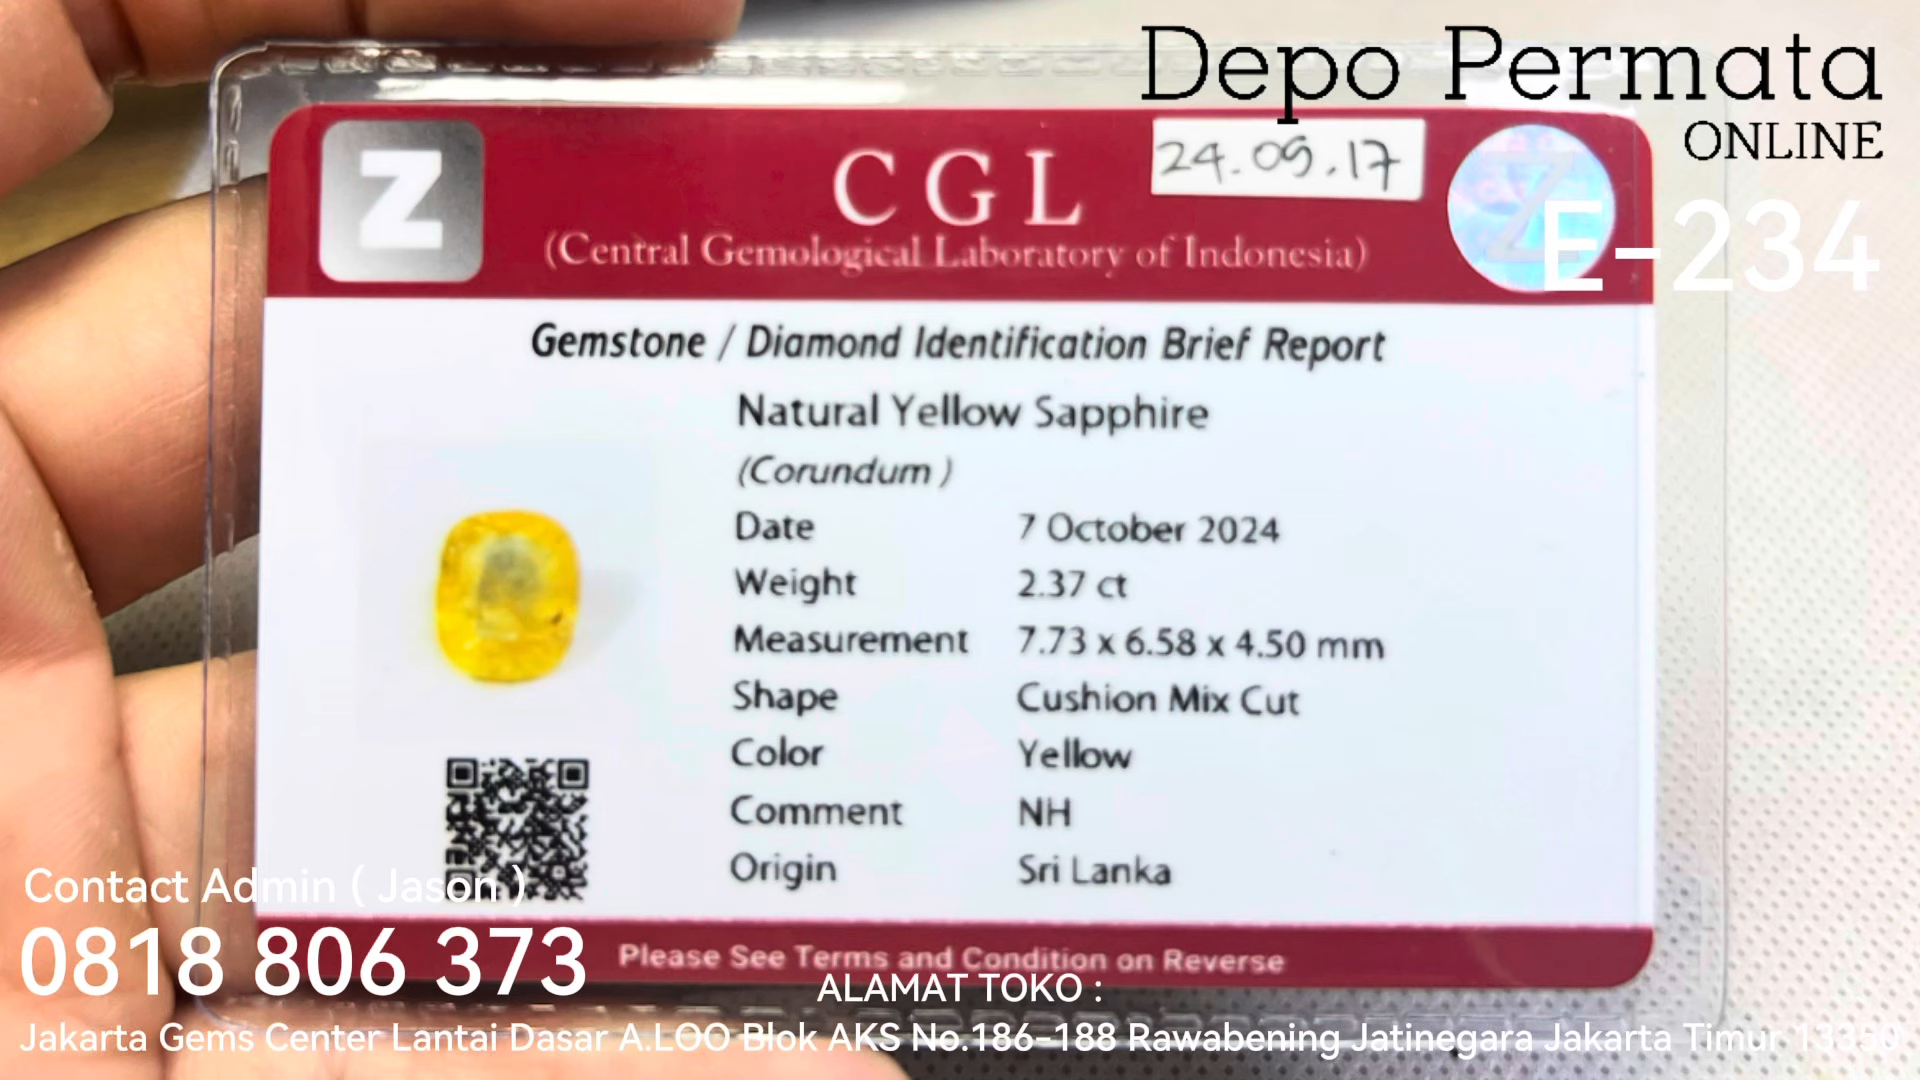 Depo Permata
ONLINE
E-234
Z
CGL
24.09.17
(Central Gemological Laboratory of Indonesia)
Gemstone / Diamond Identification Brief Report
Natural Yellow Sapphire
(Corundum )
Date 7 October 2024
Weight 2.37 ct
Measurement 7.73 x 6.58 x 4.50 mm
Shape Cushion Mix Cut
Color Yellow
Comment NH
Origin Sri Lanka
Please See Terms and Condition on Reverse
Contact Admin ( Jason )
0818 806 373
ALAMAT TOKO :
Jakarta Gems Center Lantai Dasar A.LOO Blok AKS No.186-188 Rawabening Jatinegara Jakarta Timur 13350